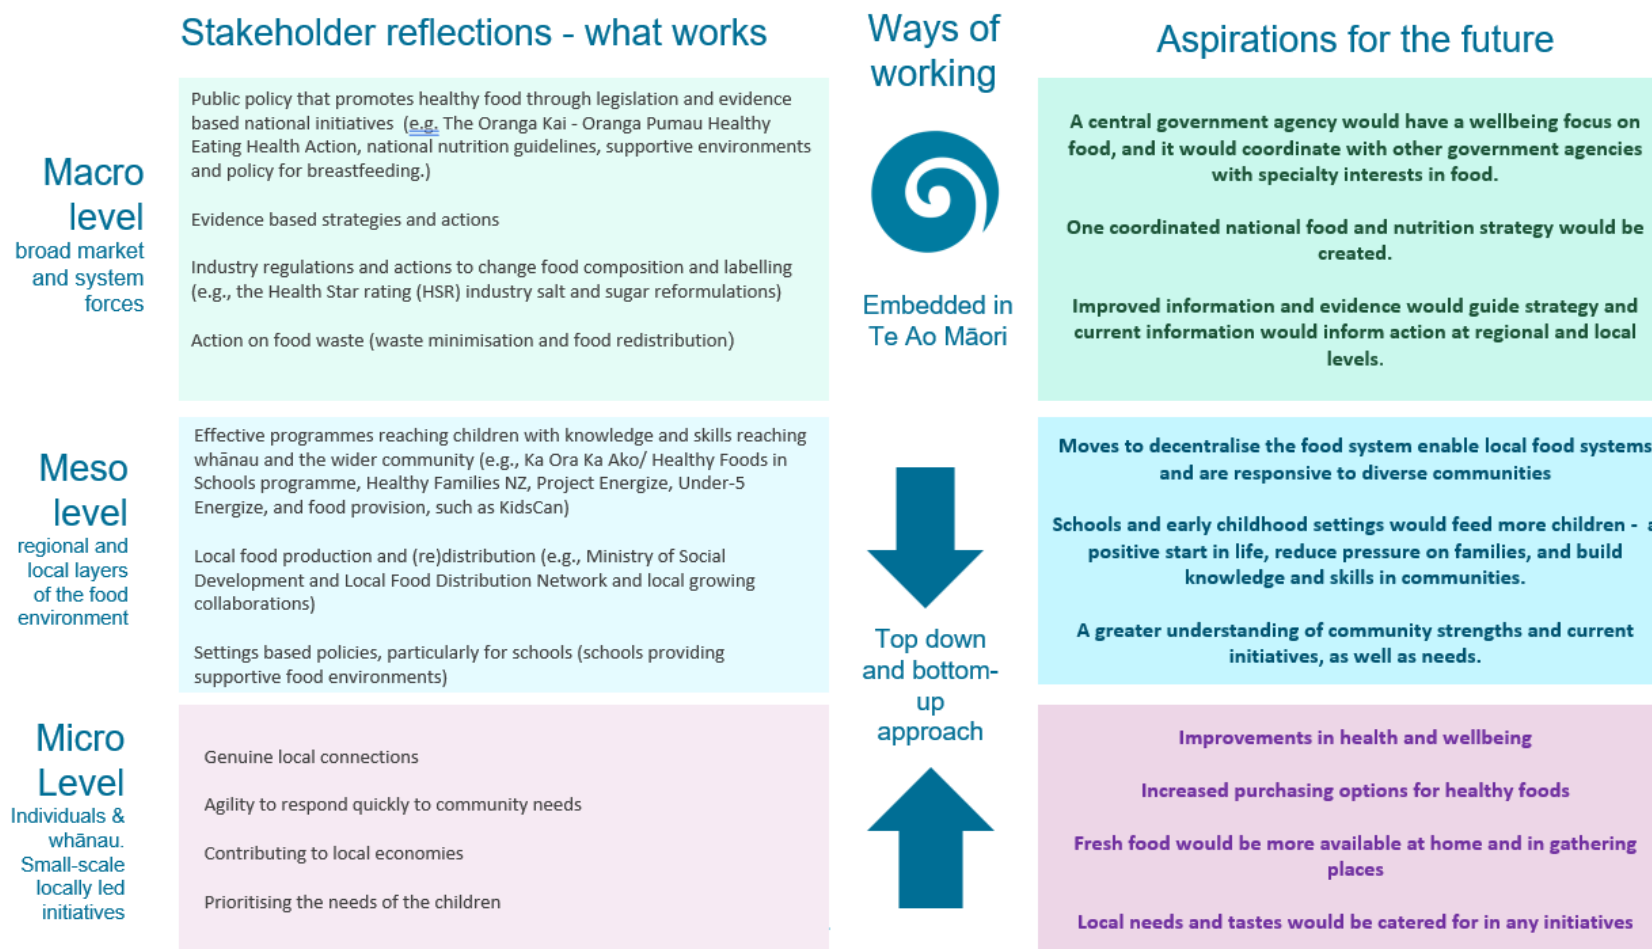 Stakeholder reflections - what works
Ways of
working
Aspirations for the future
Macro
level
broad market
and system
forces
Public policy that promotes healthy food through legislation and evidence
based national initiatives  (e.g. The Oranga Kai - Oranga Pumau Healthy
Eating Health Action, national nutrition guidelines, supportive environments
and policy for breastfeeding.)
Evidence based strategies and actions
Industry regulations and actions to change food composition and labelling
(e.g., the Health Star rating (HSR) industry salt and sugar reformulations)
Action on food waste (waste minimisation and food redistribution)
Embedded in
Te Ao Māori
A central government agency would have a wellbeing focus on
food, and it would coordinate with other government agencies
with specialty interests in food.
One coordinated national food and nutrition strategy would be
created.
Improved information and evidence would guide strategy and
current information would inform action at regional and local
levels.
Meso
level
regional and
local layers
of the food
environment
Effective programmes reaching children with knowledge and skills reaching
whānau and the wider community (e.g., Ka Ora Ka Ako/ Healthy Foods in
Schools programme, Healthy Families NZ, Project Energize, Under-5
Energize, and food provision, such as KidsCan)
Local food production and (re)distribution (e.g., Ministry of Social
Development and Local Food Distribution Network and local growing
collaborations)
Settings based policies, particularly for schools (schools providing
supportive food environments)
Top down
and bottom-
up
approach
Moves to decentralise the food system enable local food systems
and are responsive to diverse communities
Schools and early childhood settings would feed more children -  a
positive start in life, reduce pressure on families, and build
knowledge and skills in communities.
A greater understanding of community strengths and current
initiatives, as well as needs.
Micro
Level
Individuals &
whānau.
Small-scale
locally led
initiatives
Genuine local connections
Agility to respond quickly to community needs
Contributing to local economies
Prioritising the needs of the children
Improvements in health and wellbeing
Increased purchasing options for healthy foods
Fresh food would be more available at home and in gathering
places
Local needs and tastes would be catered for in any initiatives